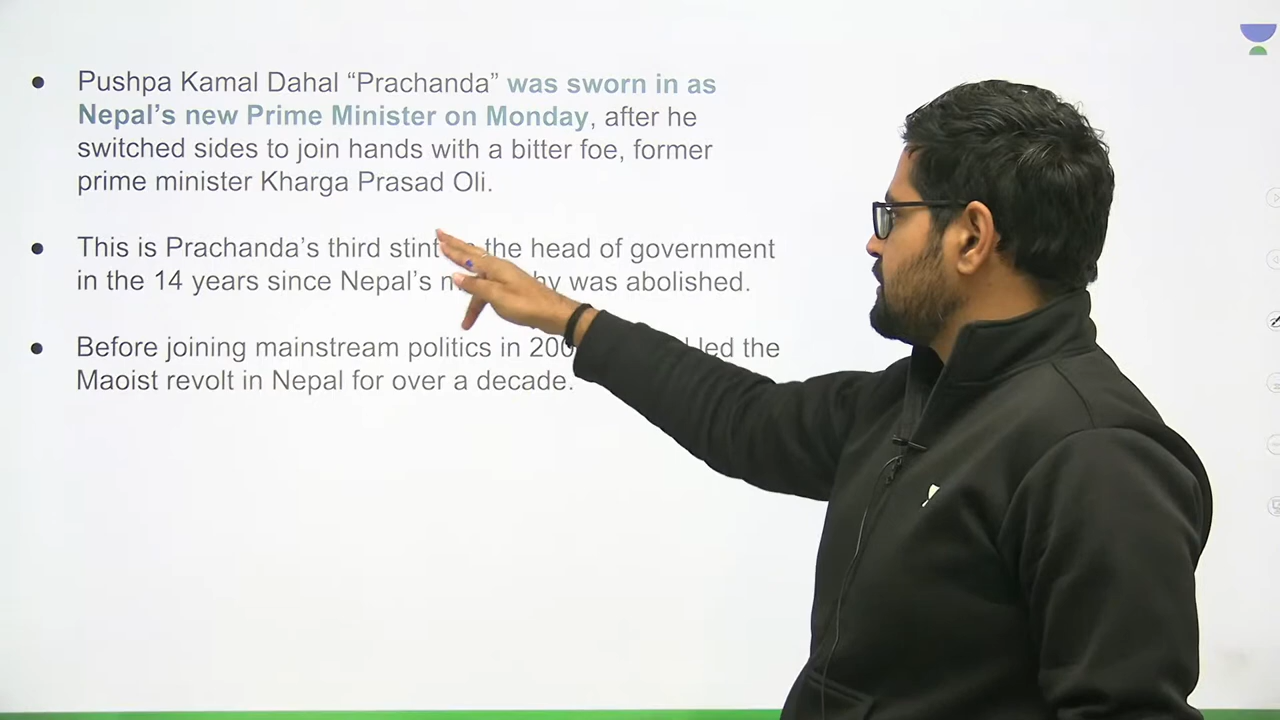 ● Pushpa Kamal Dahal “Prachanda” was sworn in as
Nepal’s new Prime Minister on Monday, after he
switched sides to join hands with a bitter foe, former
prime minister Kharga Prasad Oli.
● This is Prachanda’s third stint the head of government
in the 14 years since Nepal’s was abolished.
● Before joining mainstream politics in led the
Maoist revolt in Nepal for over a decade.